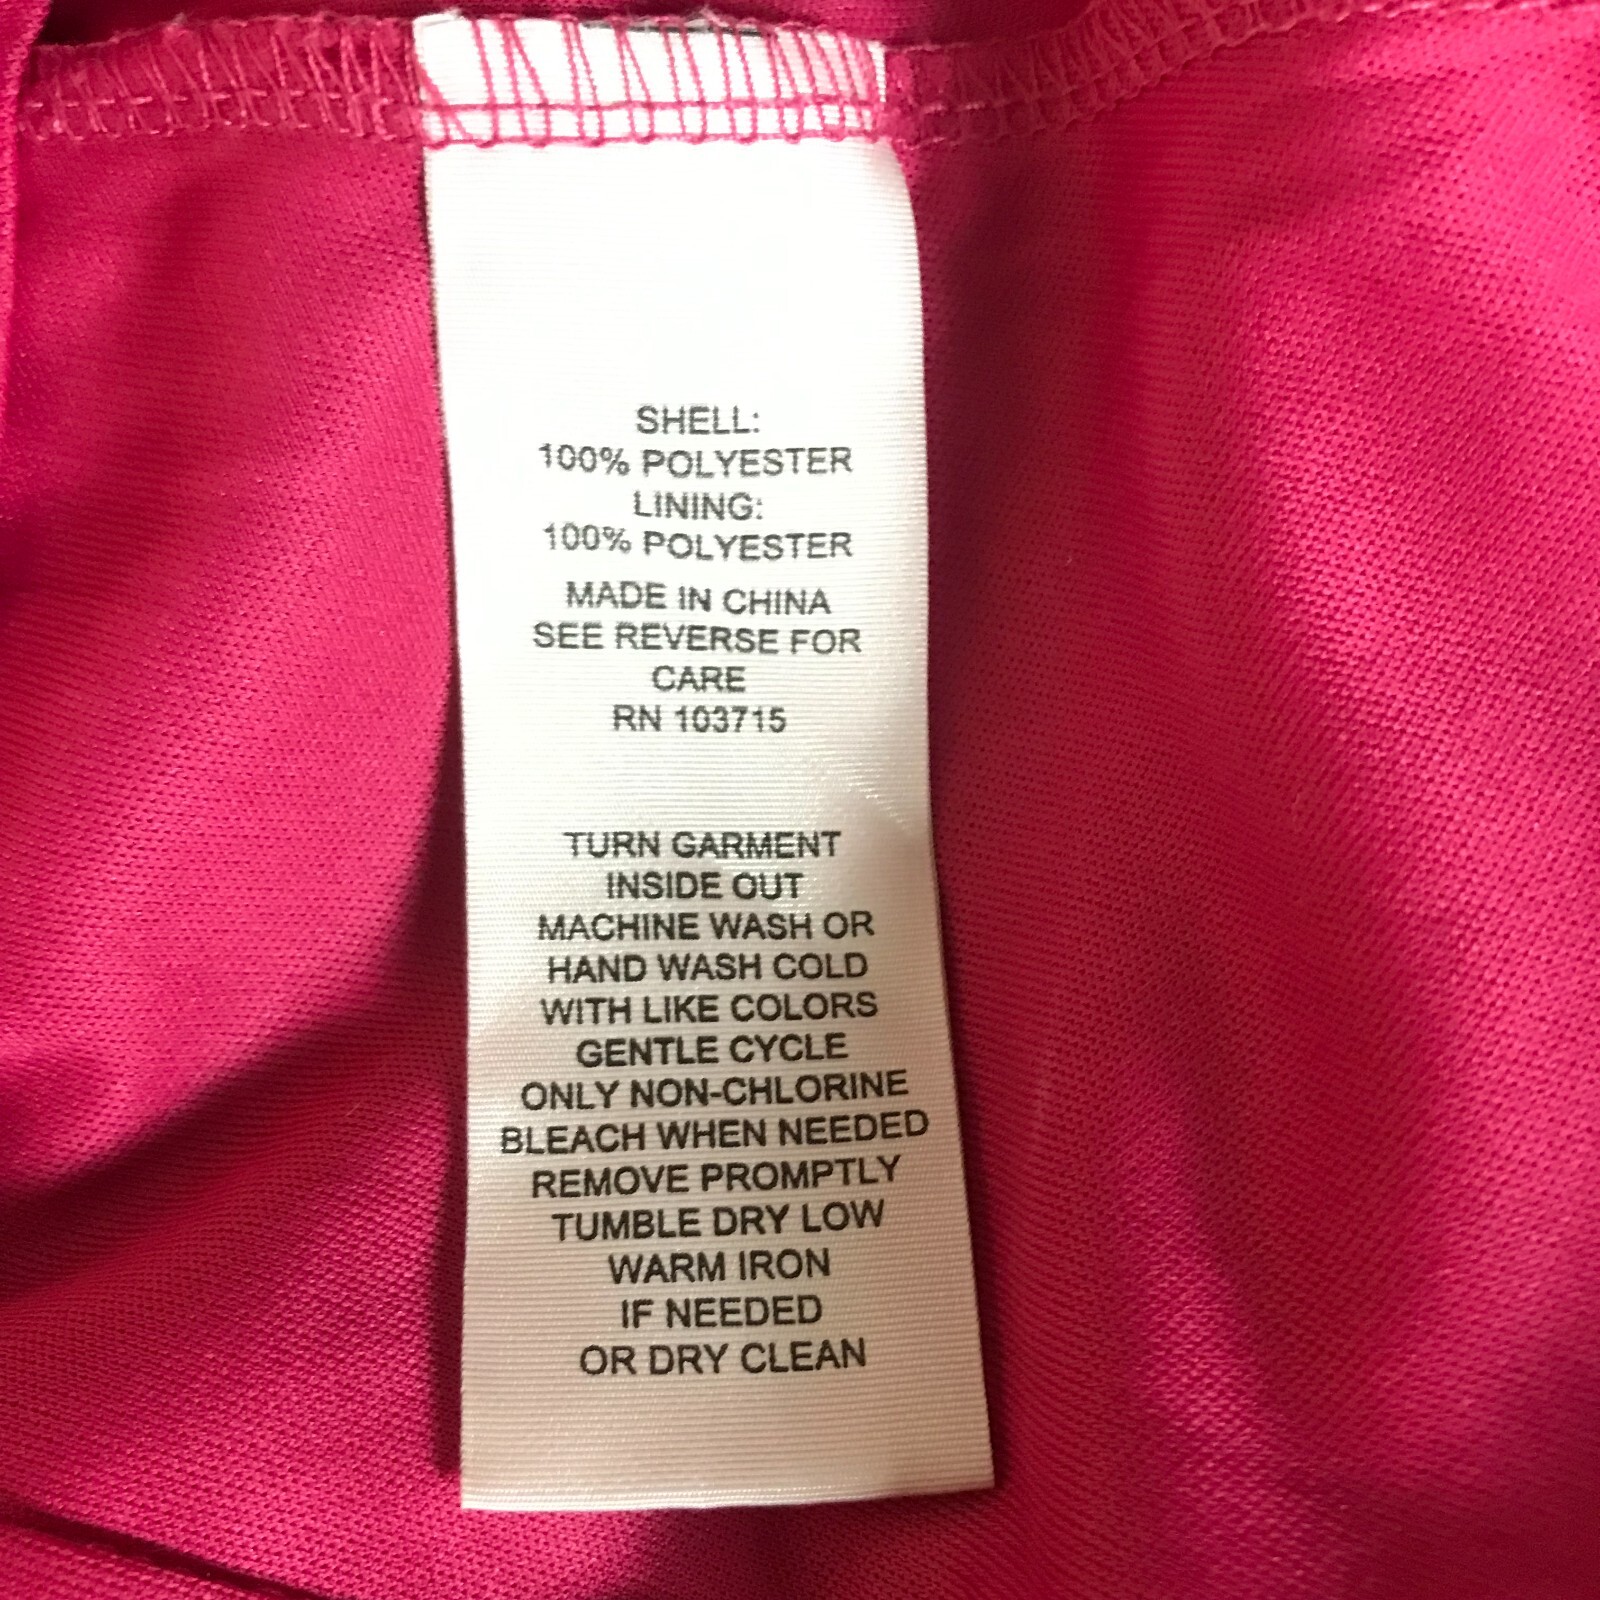 SHELL:
100% POLYESTER
LINING:
100% POLYESTER
MADE IN CHINA
SEE REVERSE FOR
CARE
RN 103715
TURN GARMENT
INSIDE OUT
MACHINE WASH OR
HAND WASH COLD
WITH LIKE COLORS
GENTLE CYCLE
ONLY NON-CHLORINE
BLEACH WHEN NEEDED
REMOVE PROMPTLY
TUMBLE DRY LOW
WARM IRON
IF NEEDED
OR DRY CLEAN